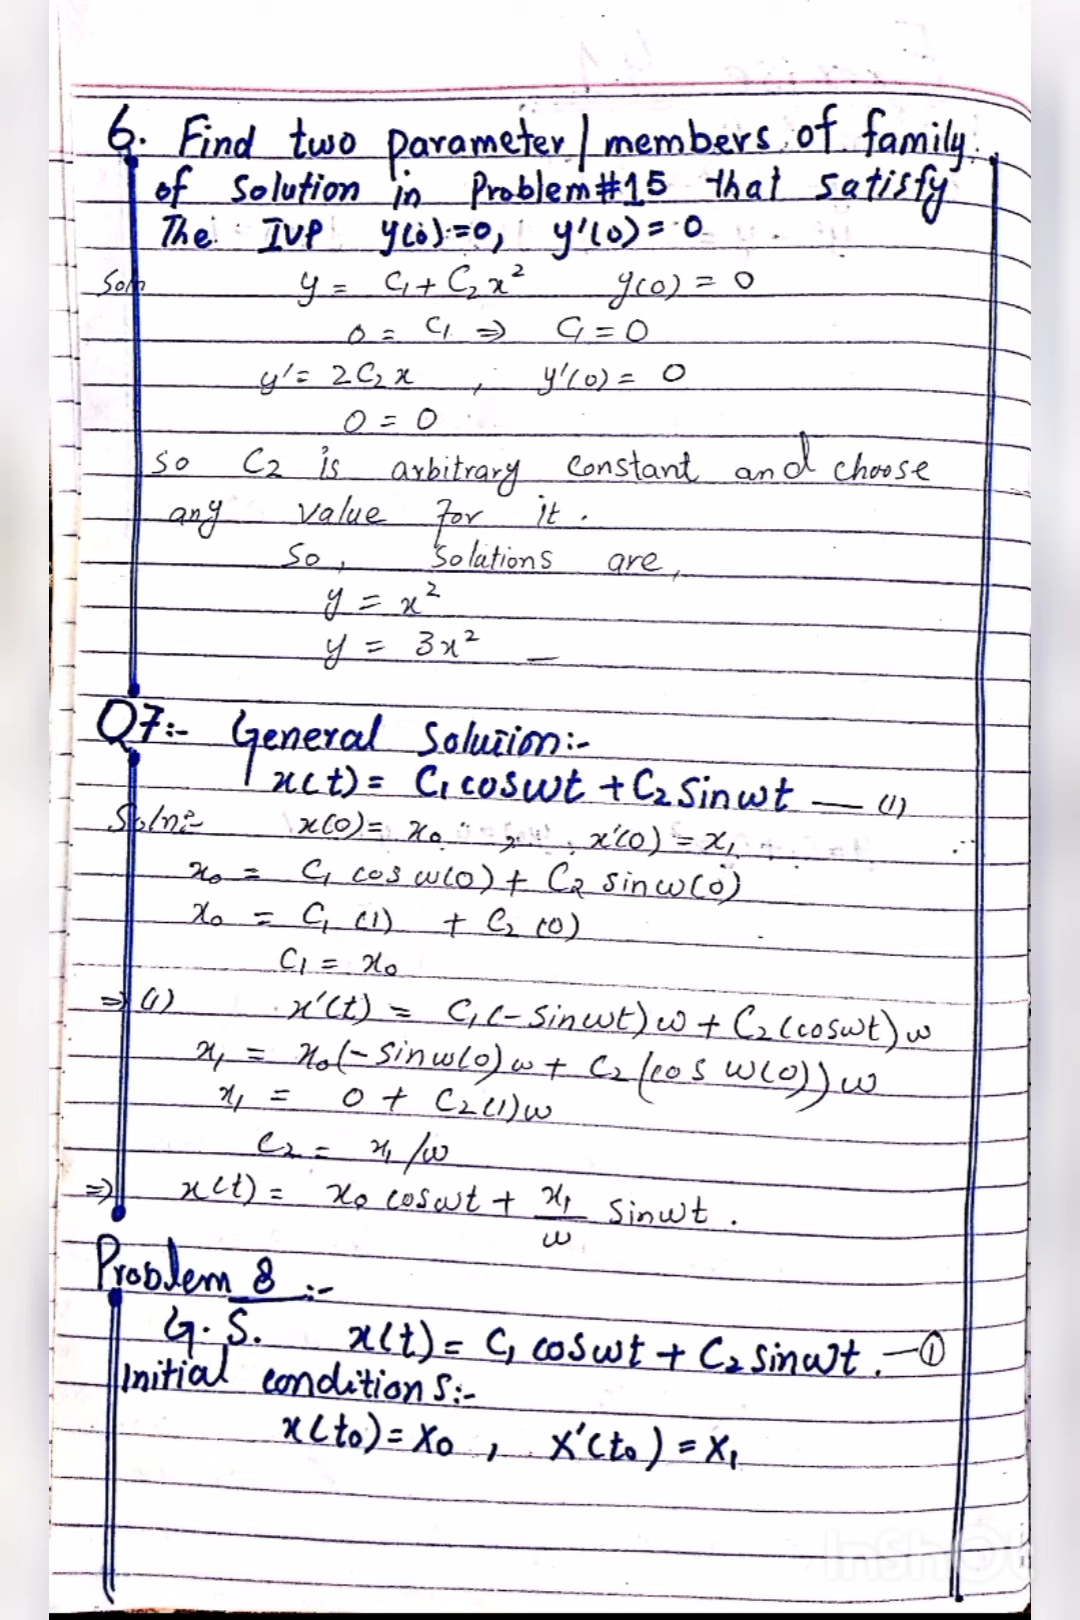 6. Find two parameter / members of family
of solution in Problem #15 that satisfy
The IVP y(0)=0, y'(0)=0
Soln y = C₁ + C₂x² y(0) = 0
0 = C₁ ⇒ C₁ = 0
y' = 2C₂x , y'(0) = 0
0 = 0
so C₂ is arbitrary constant and choose
any value for it.
So, solutions are,
y = x²
y = 3x² —
Q7:- General Soluiion:-
x(t) = C₁ cosωt + C₂ Sinωt — (1)
Soln:- x(0) = x₀ , x'(0) = x₁
x₀ = C₁ cos ω(0) + C₂ sin ω(0)
x₀ = C₁ (1) + C₂ (0)
C₁ = x₀
⇒ (1) x'(t) = C₁(-sinωt)ω + C₂(cosωt)ω
x₁ = x₀(-sinω(0)ω + C₂(cos ω(0))ω
x₁ = 0 + C₂(1)ω
C₂ = x₁/ω
⇒ x(t) = x₀ cosωt + x₁/ω Sinωt.
Problem 8 :-
G.S. x(t) = C₁ cosωt + C₂ sinωt. —①
Initial conditions:-
x(t₀) = X₀ , X'(t₀) = X₁
InShO